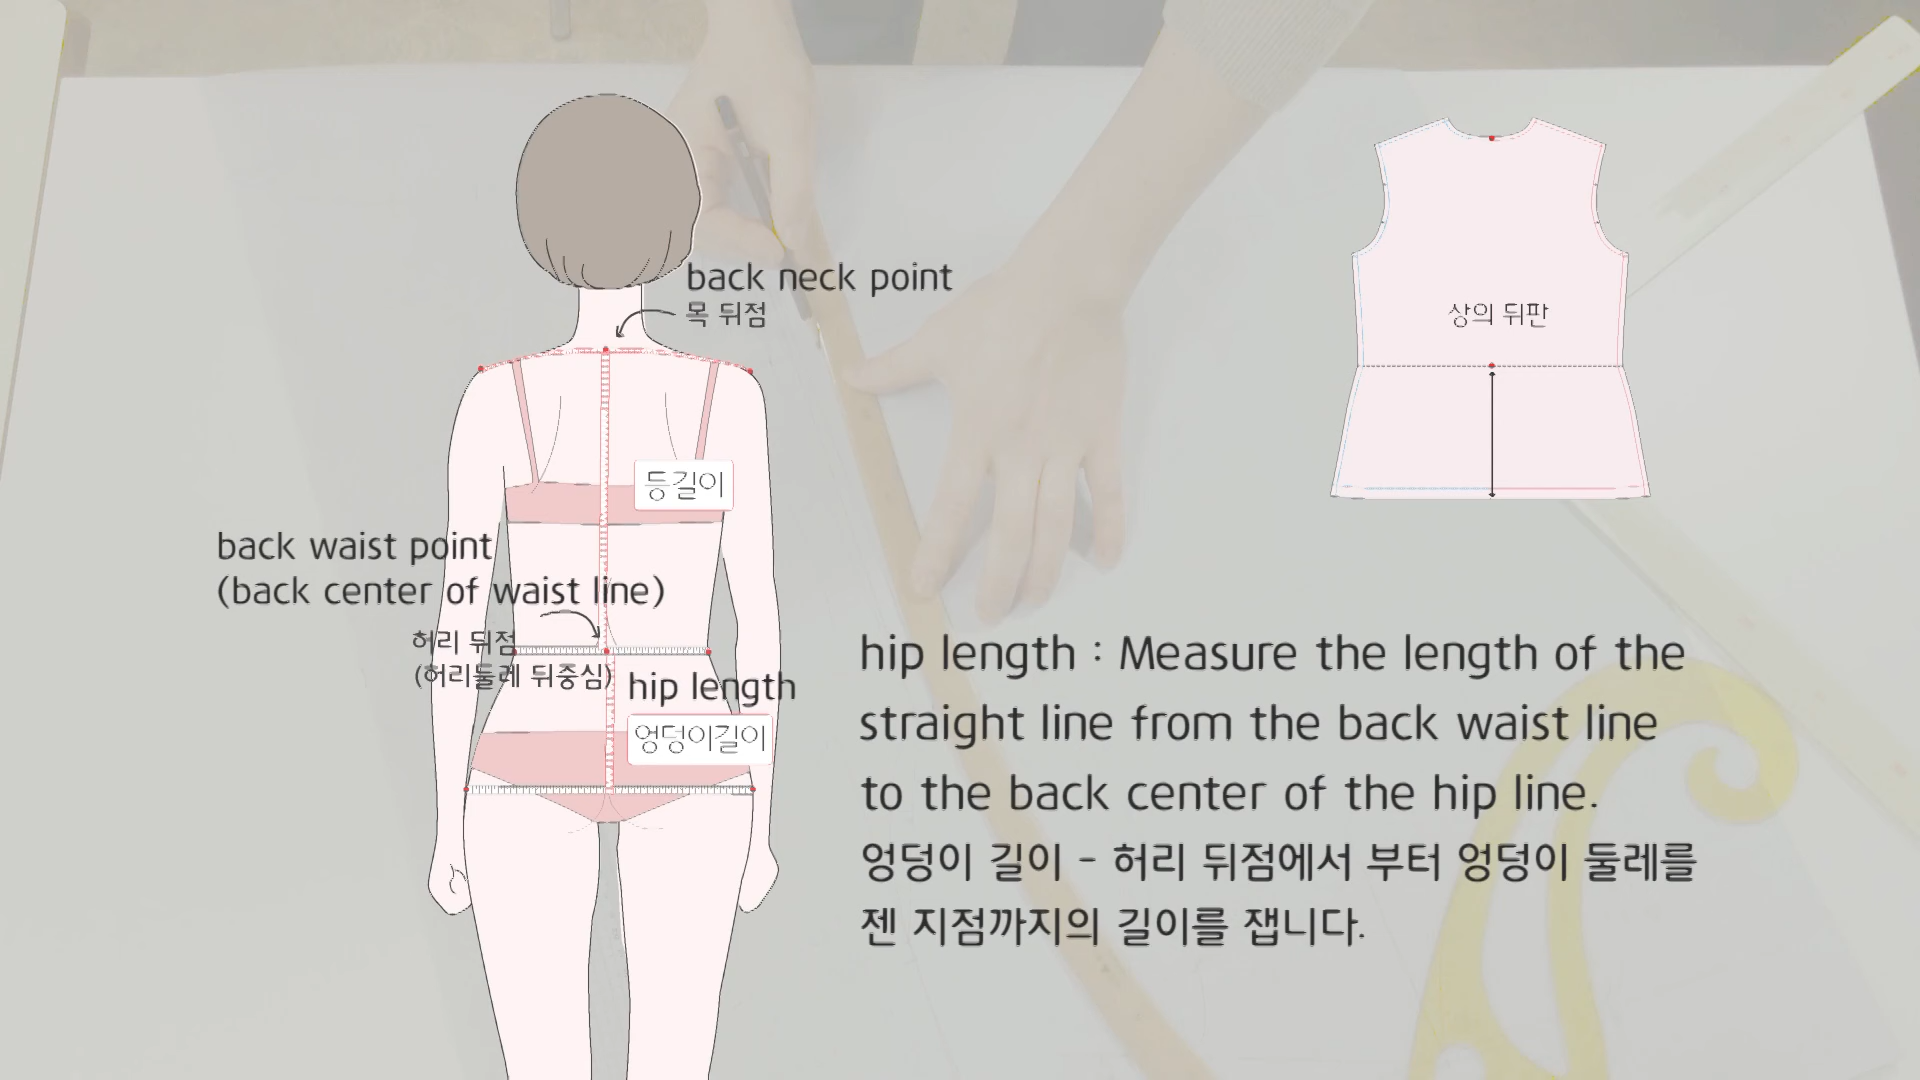 back neck point
목 뒤점
상의 뒤판
등길이
back waist point
(back center of waist line)
허리 뒤점
(허리둘레 뒤중심)
hip length
엉덩이길이
hip length : Measure the length of the
straight line from the back waist line
to the back center of the hip line.
엉덩이 길이 - 허리 뒤점에서 부터 엉덩이 둘레를
젠 지점까지의 길이를 잽니다.